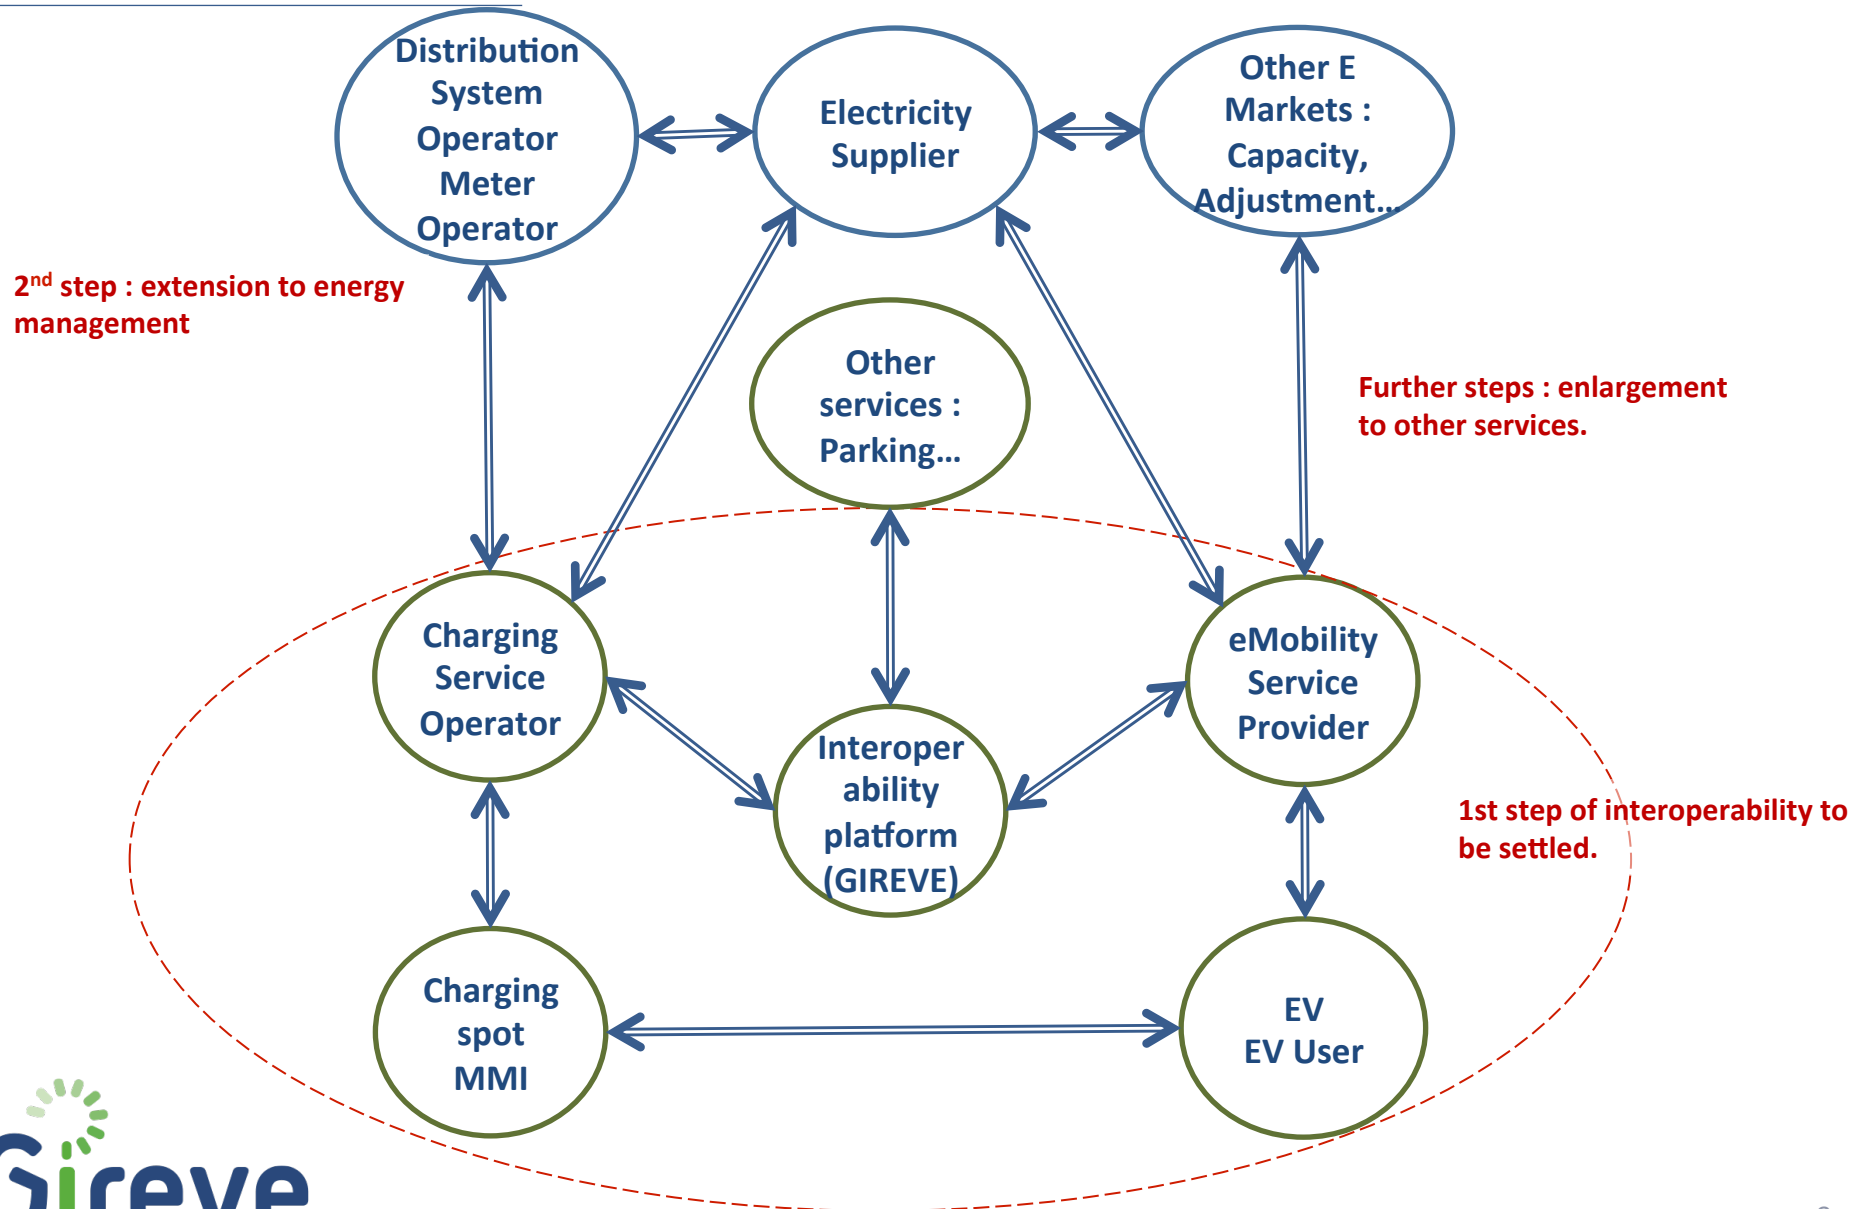 Distribution
System
Operator
Meter
Operator
Electricity
Supplier
Other E
Markets :
Capacity,
Adjustment...
2nd step : extension to energy
management
Other
services :
Parking...
Further steps : enlargement
to other services.
Charging
Service
Operator
eMobility
Service
Provider
Interoper
ability
platform
(GIREVE)
1st step of interoperability to
be settled.
Charging
spot
MMI
EV
EV User
Gireve